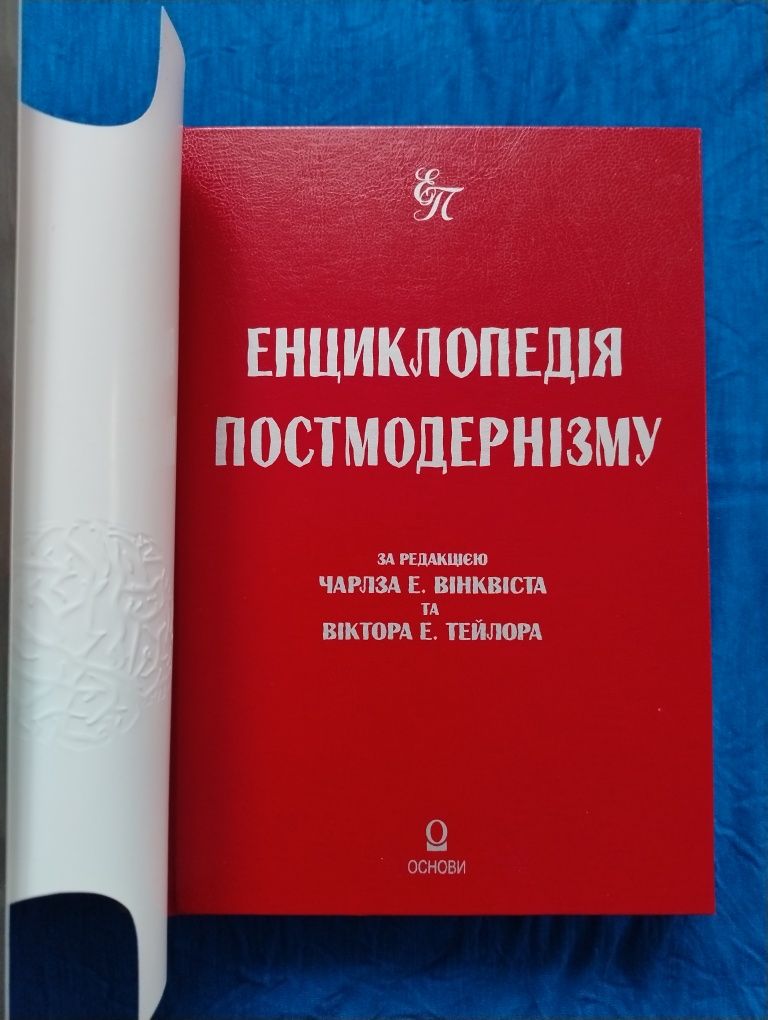 ЕП
ЕНЦИКЛОПЕДІЯ
ПОСТМОДЕРНІЗМУ
ЗА РЕДАКЦІЄЮ
ЧАРЛЗА Е. ВІНКВІСТА
ТА
ВІКТОРА Е. ТЕЙЛОРА
О
ОСНОВИ